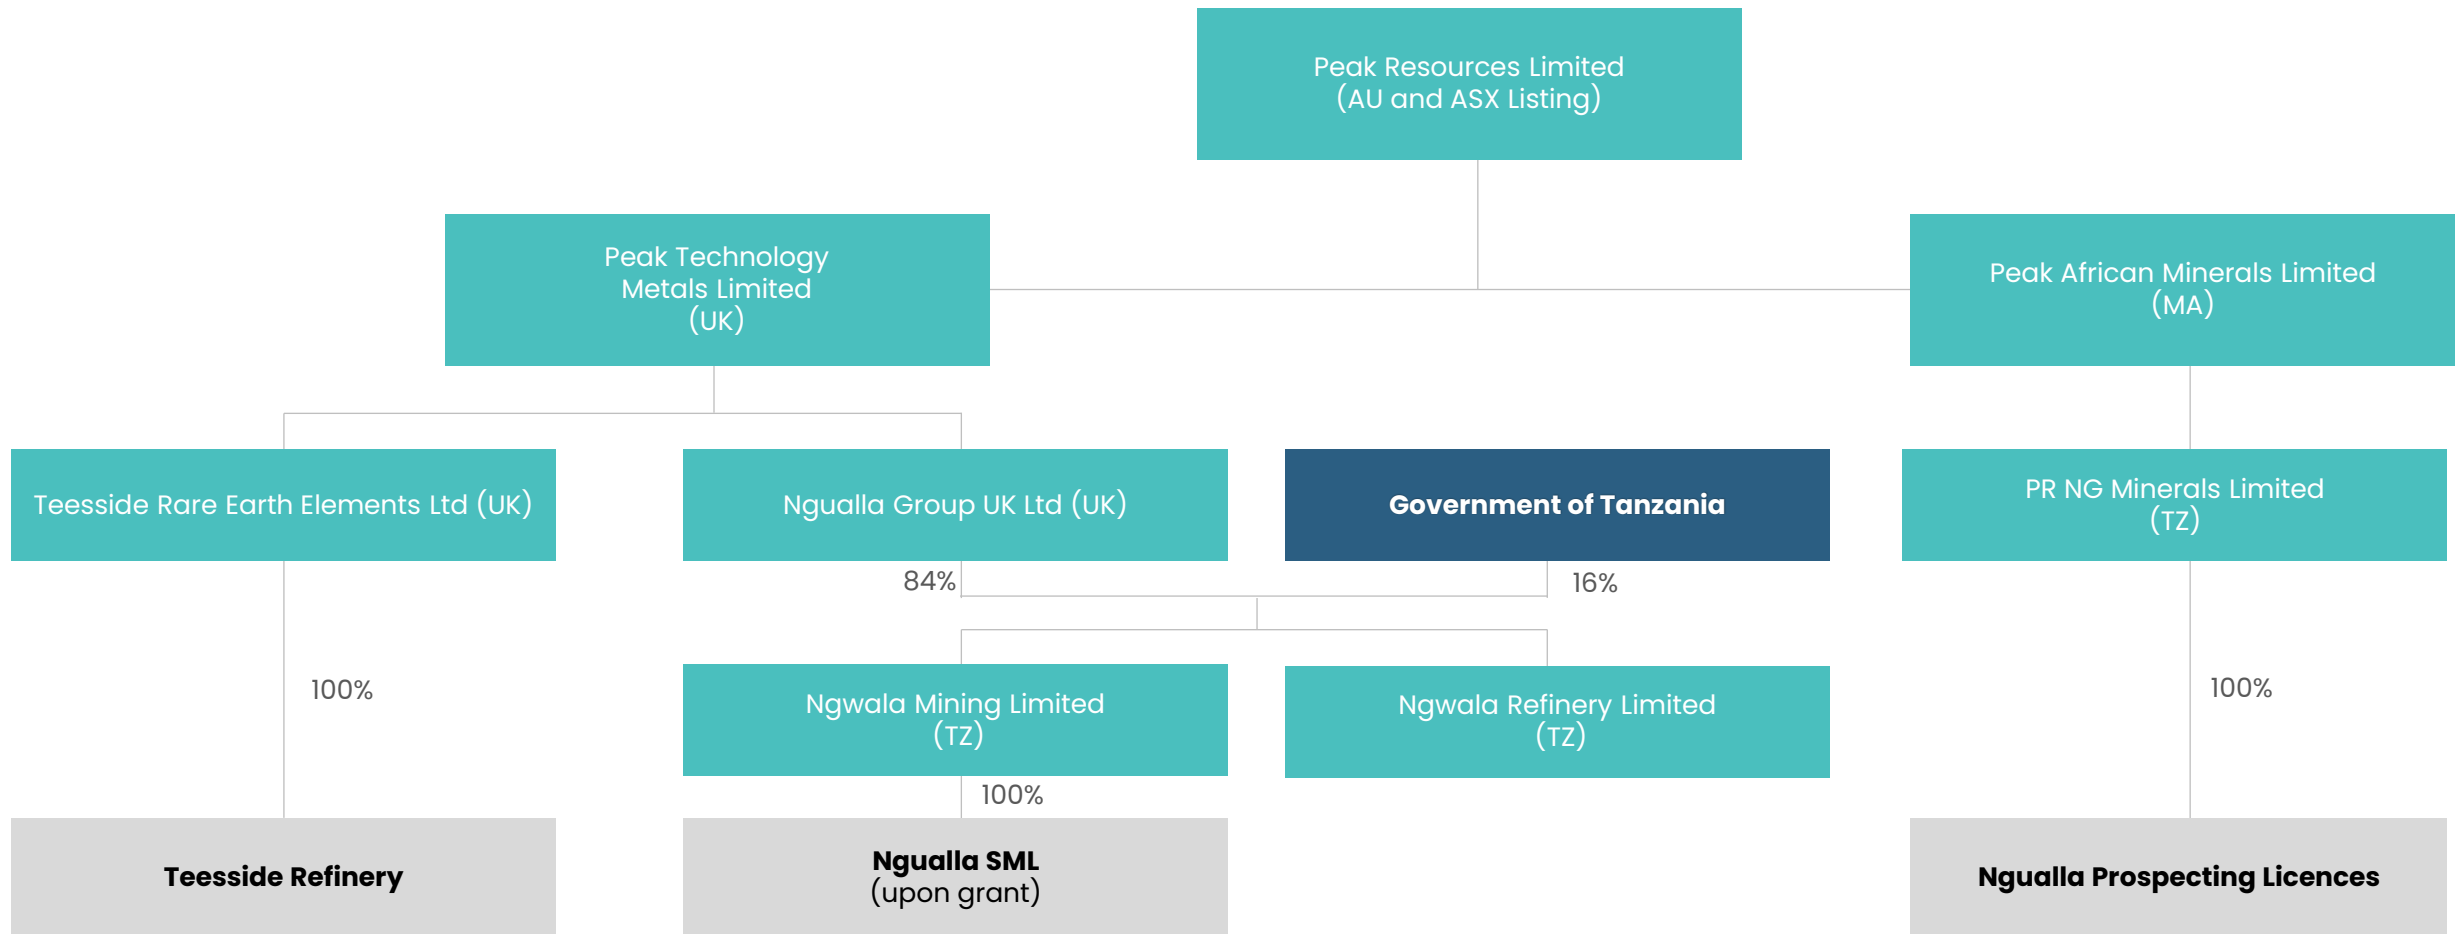 Peak Resources Limited
(AU and ASX Listing)
Peak Technology
Metals Limited
(UK)
Peak African Minerals Limited
(MA)
Teesside Rare Earth Elements Ltd (UK)
Ngualla Group UK Ltd (UK)
Government of Tanzania
PR NG Minerals Limited
(TZ)
84%
16%
100%
Ngwala Mining Limited
(TZ)
Ngwala Refinery Limited
(TZ)
100%
100%
Teesside Refinery
Ngualla SML
(upon grant)
Ngualla Prospecting Licences